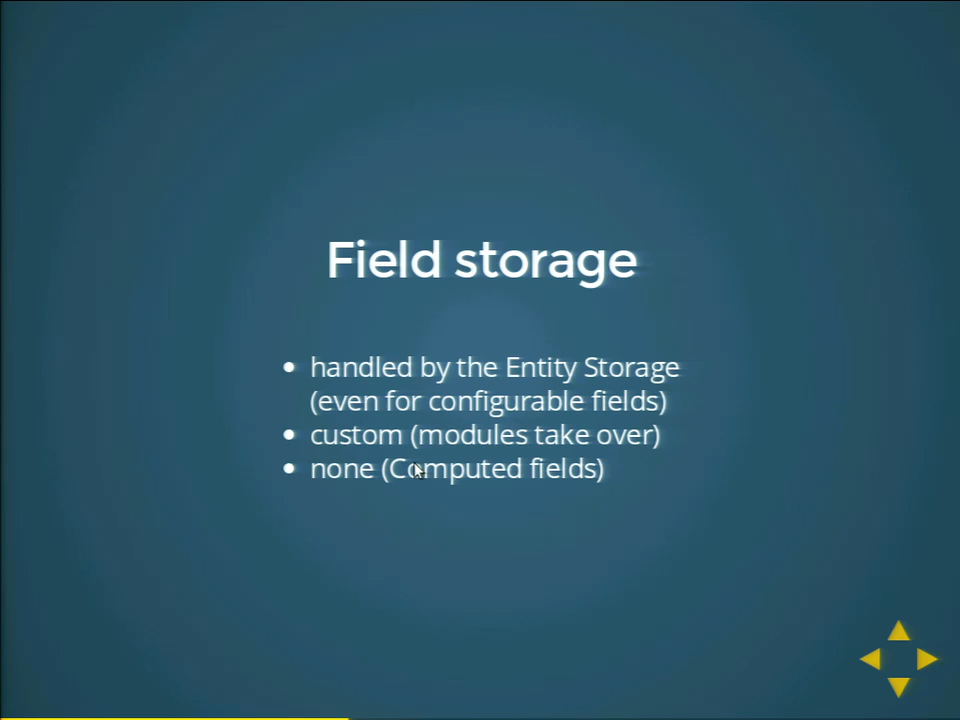 Field storage
• handled by the Entity Storage
(even for configurable fields)
• custom (modules take over)
• none (Computed fields)